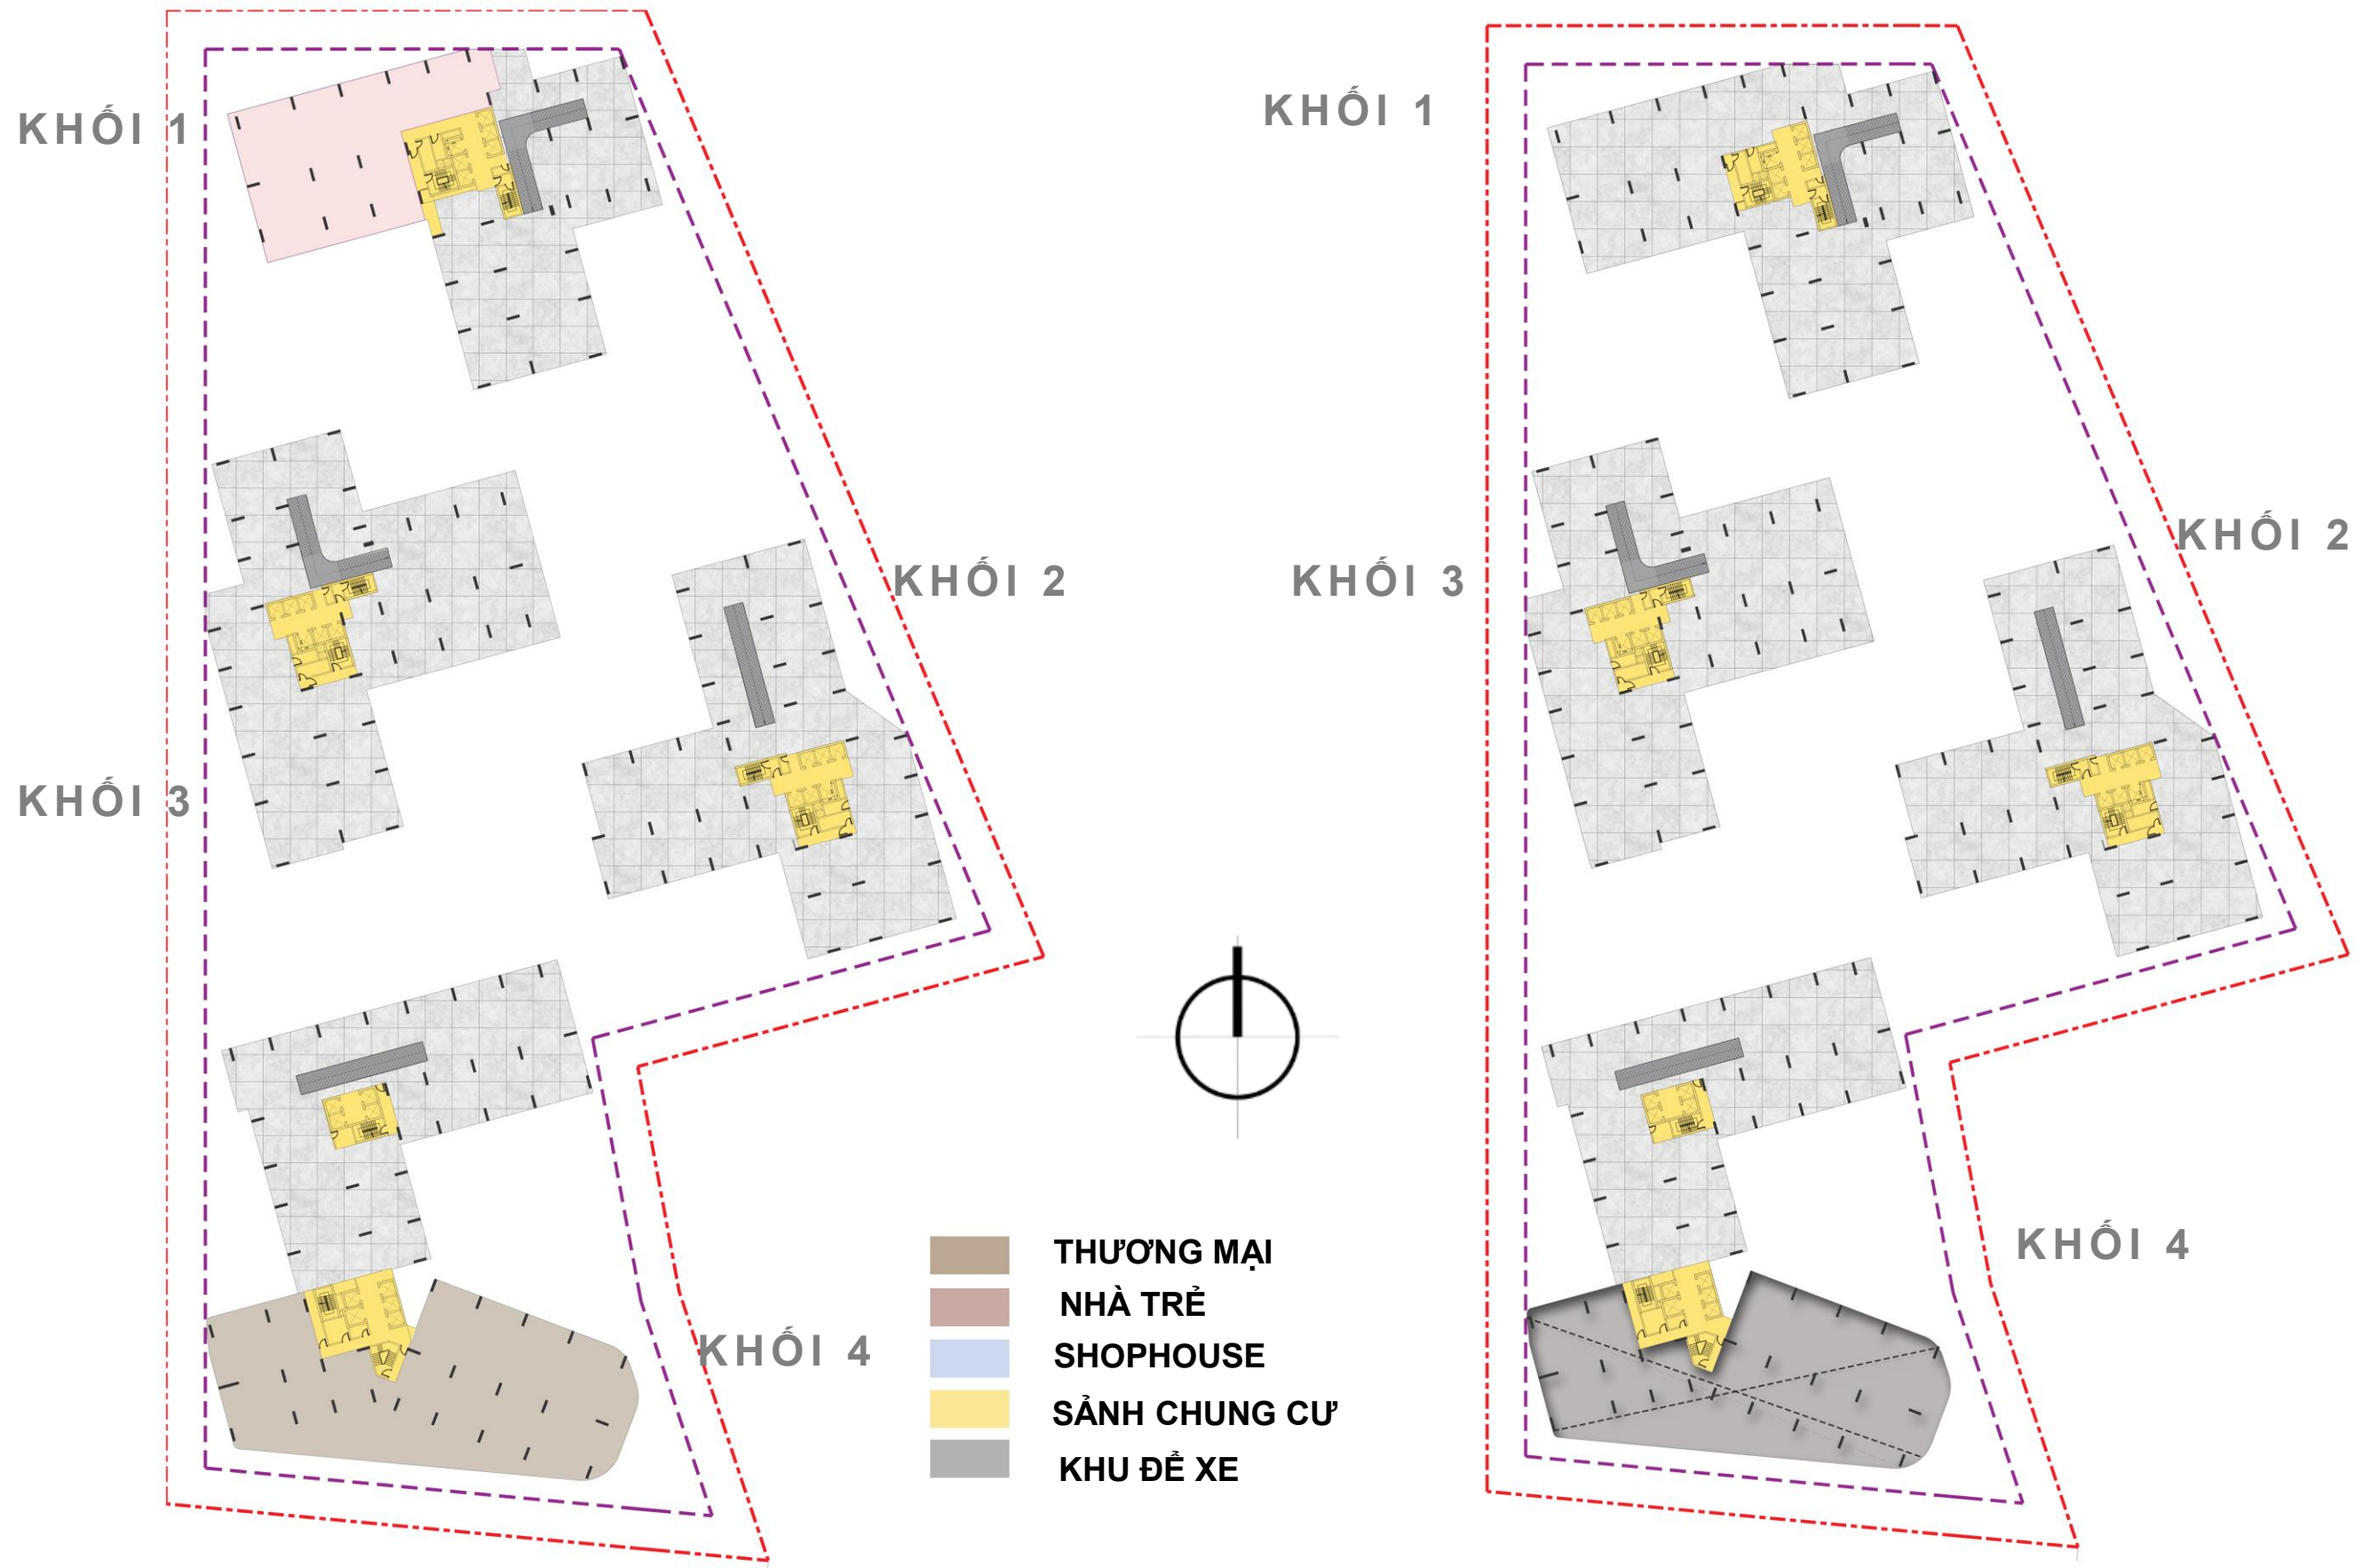 KHỐI 1
KHỐI 2
KHỐI 3
KHỐI 4
KHỐI 1
KHỐI 2
KHỐI 3
KHỐI 4
THƯƠNG MẠI
NHÀ TRẺ
SHOPHOUSE
SẢNH CHUNG CƯ
KHU ĐỂ XE